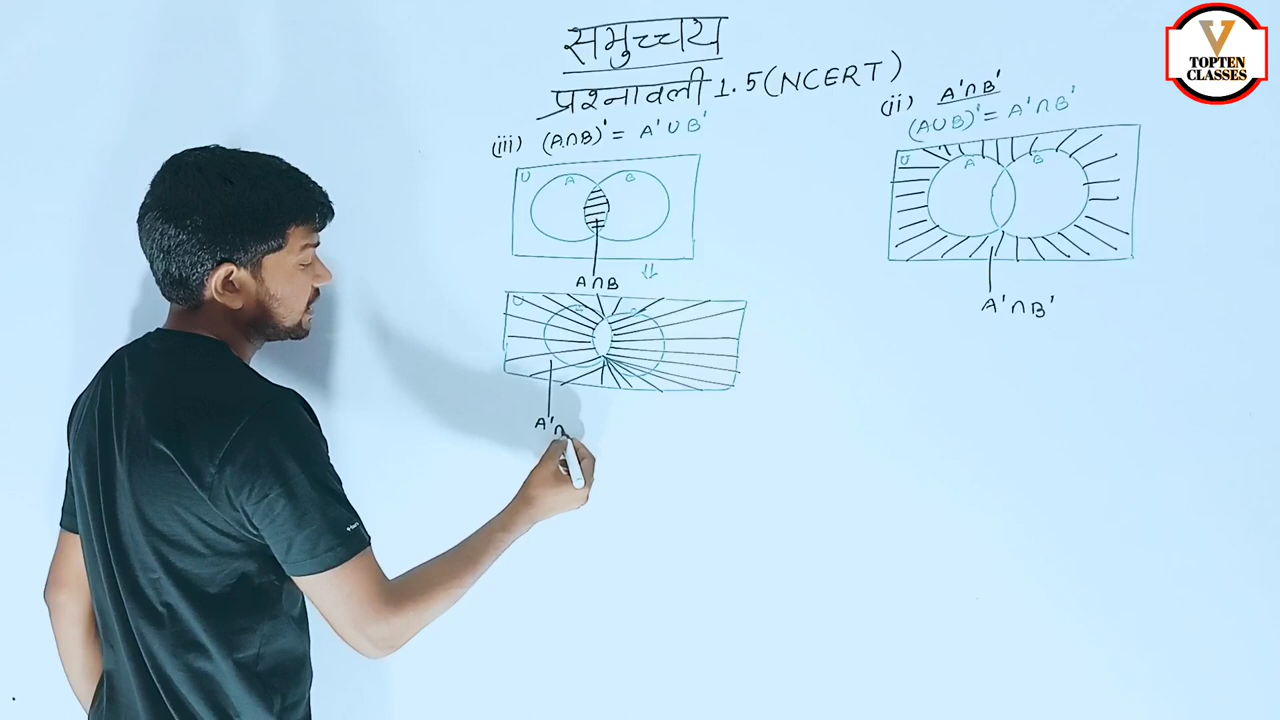 समुच्चय
प्रश्नावली 1.5 (NCERT)
(iii) (A∩B)' = A' ∪ B'
U A B
A∩B
⇓
U
A'∩
(ii) A'∩B'
(A∪B)' = A'∩B'
U A B
A'∩B'
V
TOPTEN
CLASSES